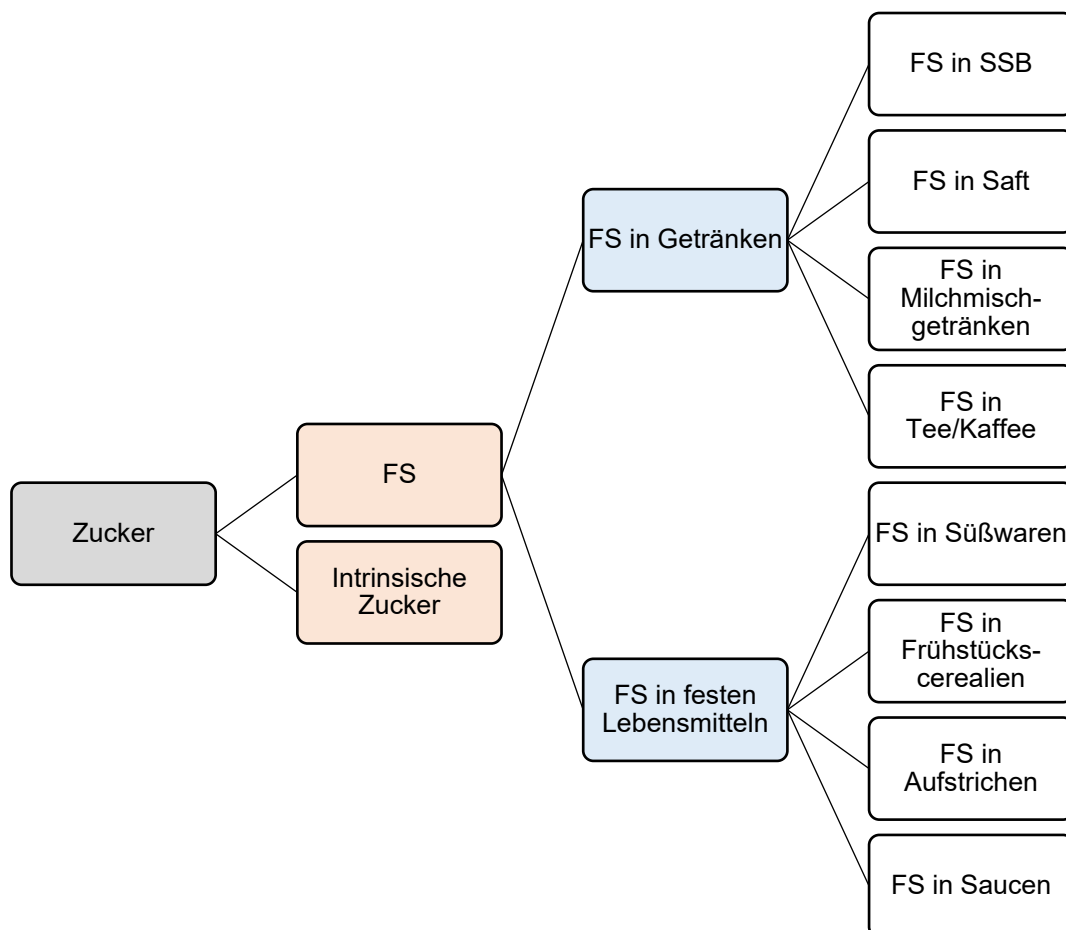 Zucker
FS
Intrinsische
Zucker
FS in Getränken
FS in festen
Lebensmitteln
FS in SSB
FS in Saft
FS in
Milchmisch-
getränken
FS in
Tee/Kaffee
FS in Süßwaren
FS in
Frühstücks-
cerealien
FS in
Aufstrichen
FS in Saucen